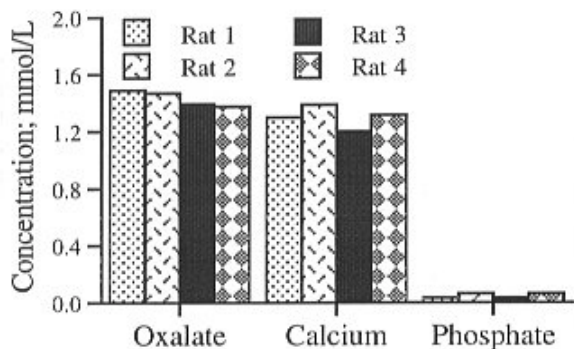 Concentration; mmol/L
2.0
1.6
1.2
0.8
0.4
0.0
Rat 1
Rat 3
Rat 2
Rat 4
Oxalate Calcium Phosphate